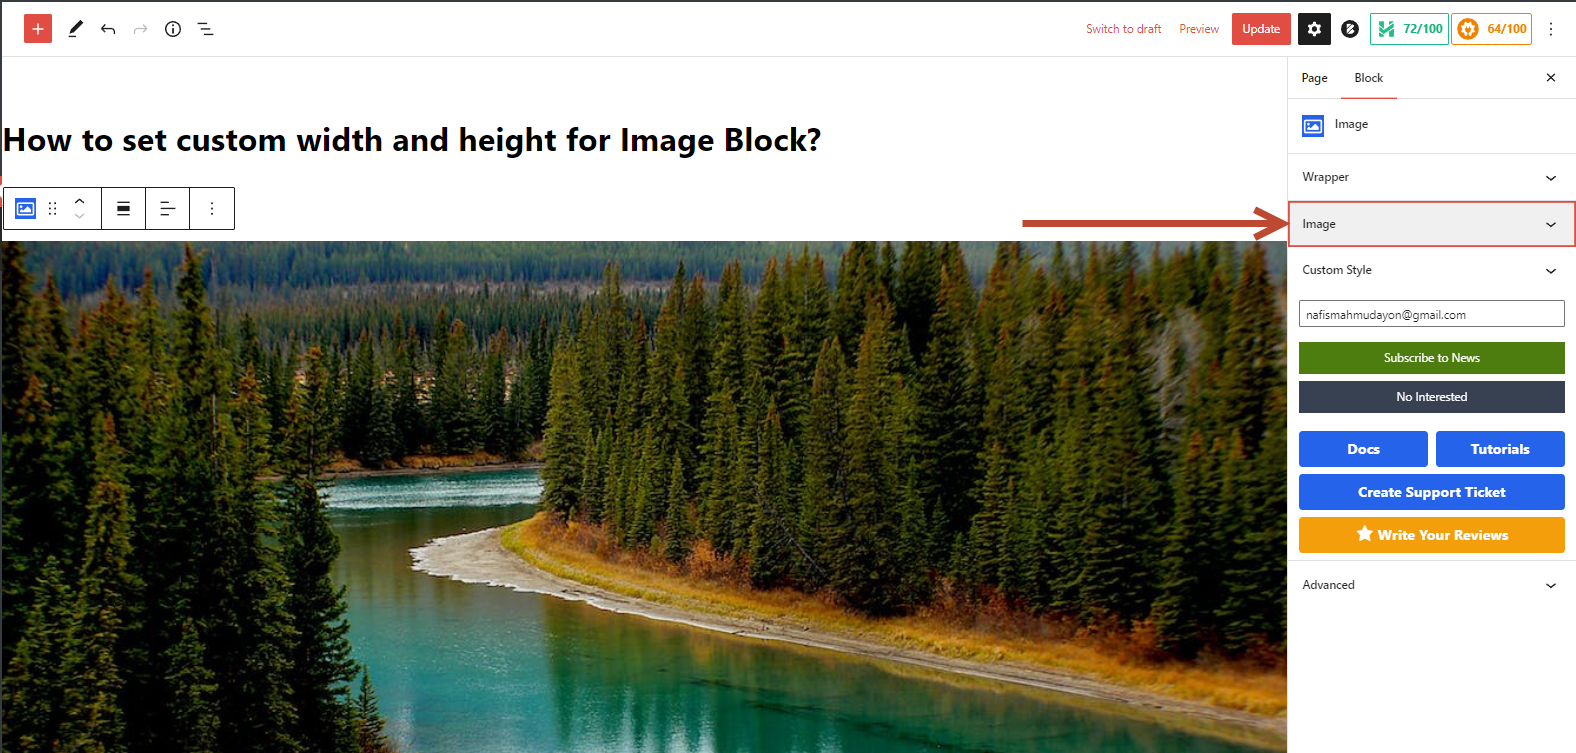 Switch to draft Preview Update 72/100 64/100
Page Block
Image
How to set custom width and height for Image Block?
Wrapper
Image
Custom Style
nafismahmudayon@gmail.com
Subscribe to News
No Interested
Docs Tutorials
Create Support Ticket
Write Your Reviews
Advanced